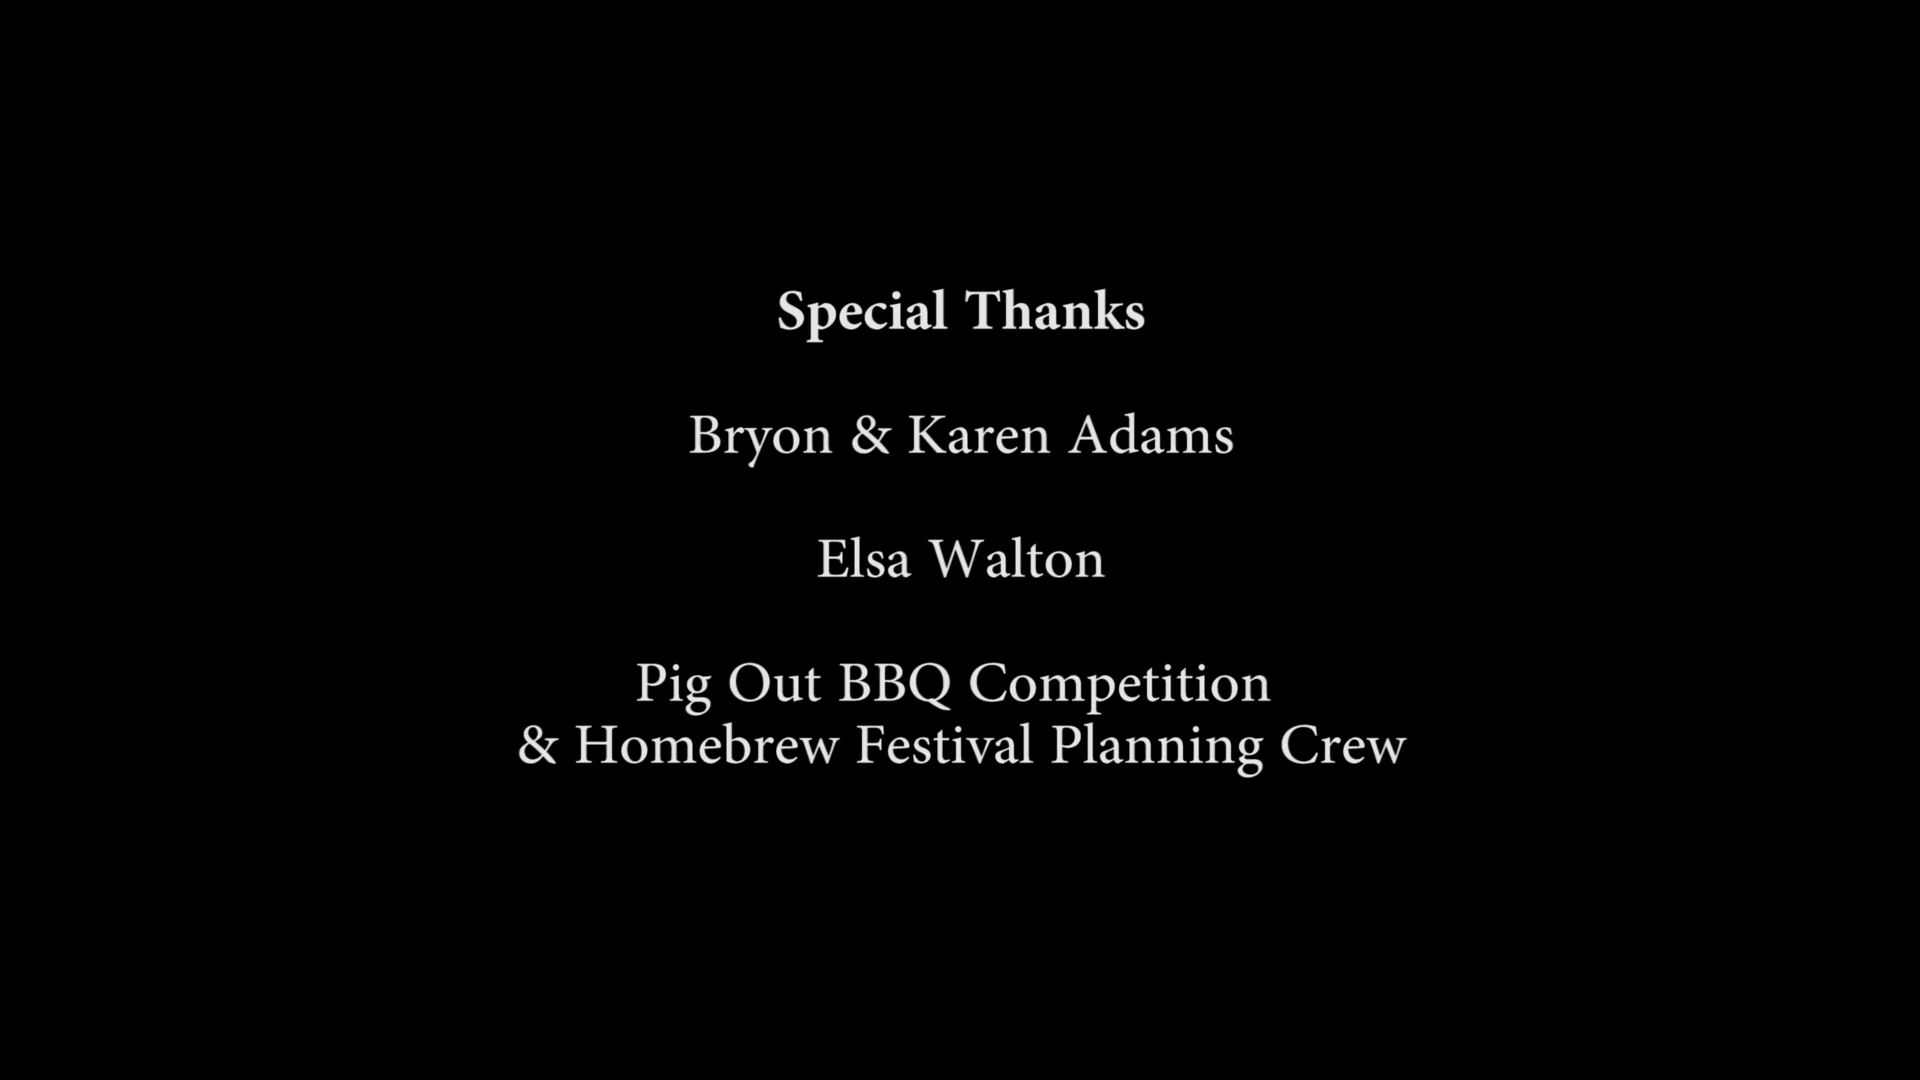 Special Thanks
Bryon & Karen Adams
Elsa Walton
Pig Out BBQ Competition
& Homebrew Festival Planning Crew